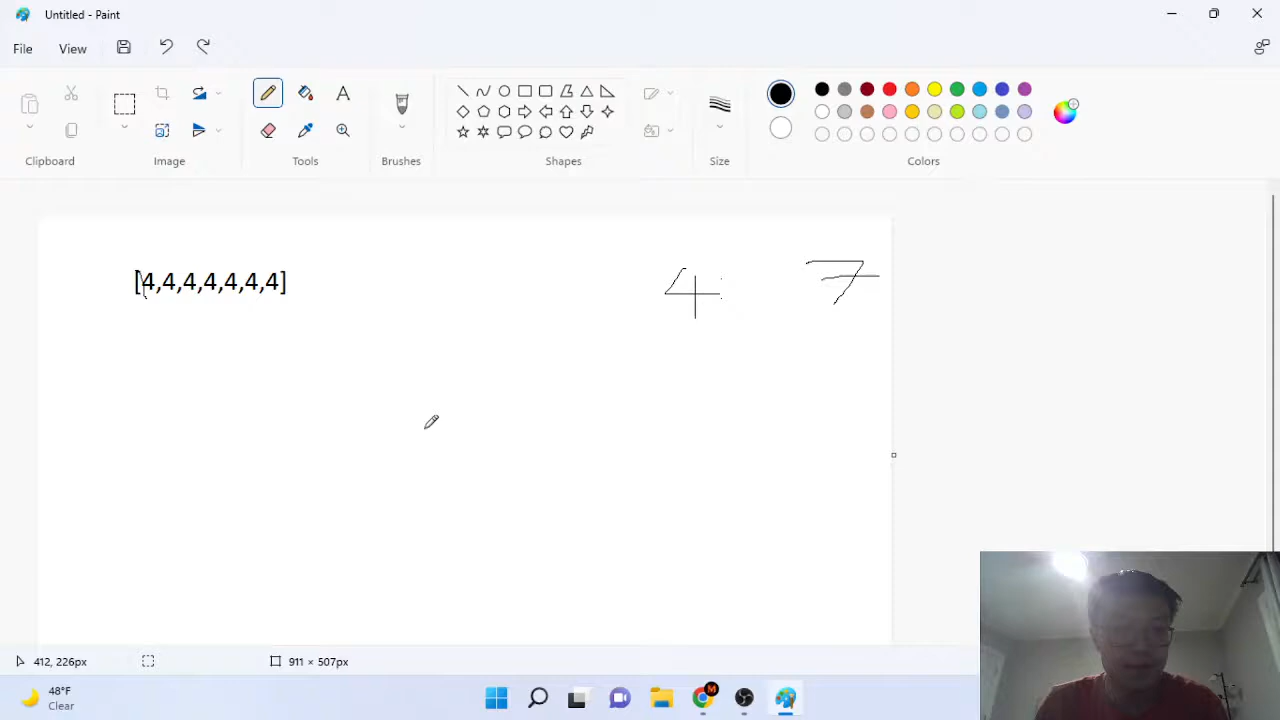 Untitled - Paint
File View
Clipboard Image Tools Brushes Shapes Size Colors
[4,4,4,4,4,4,4]
4 7
412, 226px 911 × 507px
48°F
Clear